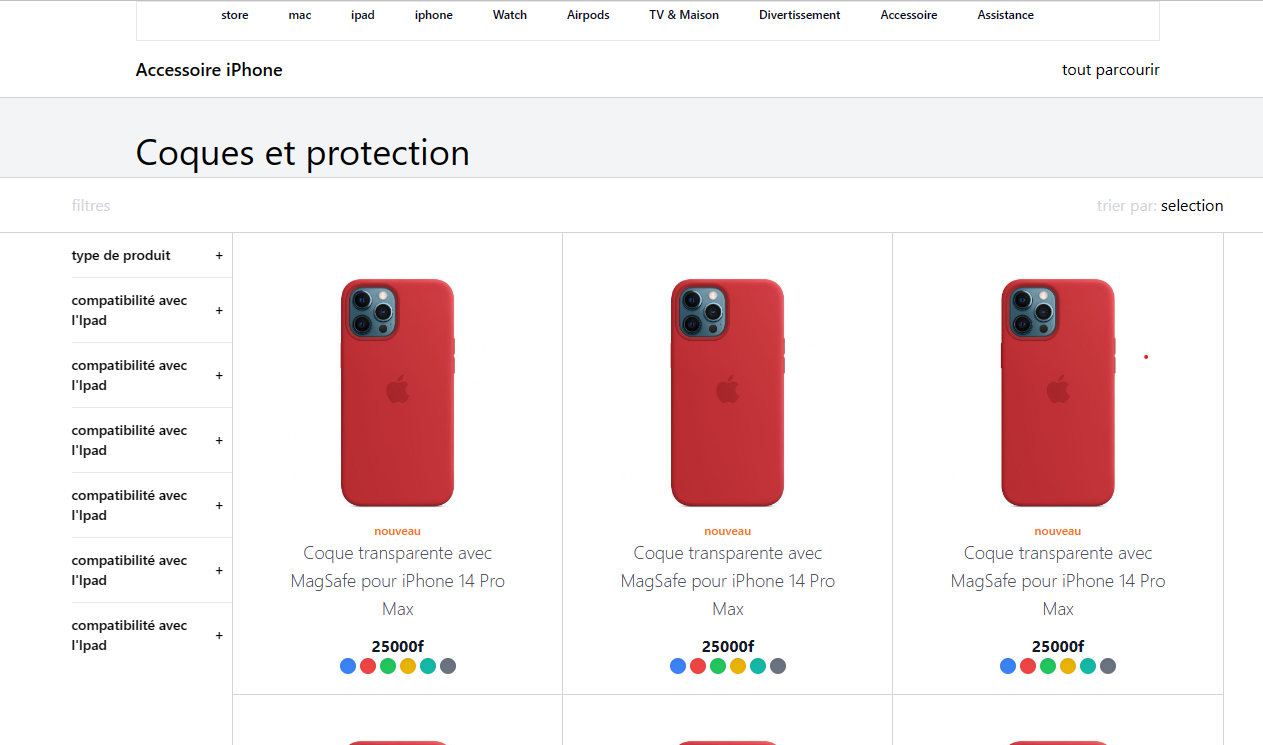 store mac ipad iphone Watch Airpods TV & Maison Divertissement Accessoire Assistance
Accessoire iPhone tout parcourir
Coques et protection
filtres trier par: selection
type de produit +
compatibilité avec
l'Ipad +
compatibilité avec
l'Ipad +
compatibilité avec
l'Ipad +
compatibilité avec
l'Ipad +
compatibilité avec
l'Ipad +
compatibilité avec
l'Ipad +
nouveau
Coque transparente avec
MagSafe pour iPhone 14 Pro
Max
25000f
nouveau
Coque transparente avec
MagSafe pour iPhone 14 Pro
Max
25000f
nouveau
Coque transparente avec
MagSafe pour iPhone 14 Pro
Max
25000f